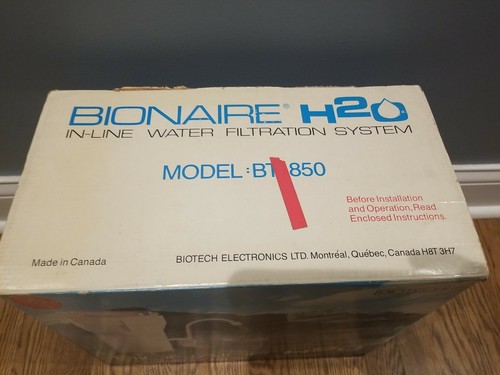 BIONAIRE® H2O
IN-LINE WATER FILTRATION SYSTEM
MODEL: BT 850
Before Installation
and Operation, Read
Enclosed Instructions.
Made in Canada
BIOTECH ELECTRONICS LTD. Montréal, Québec, Canada H8T 3H7